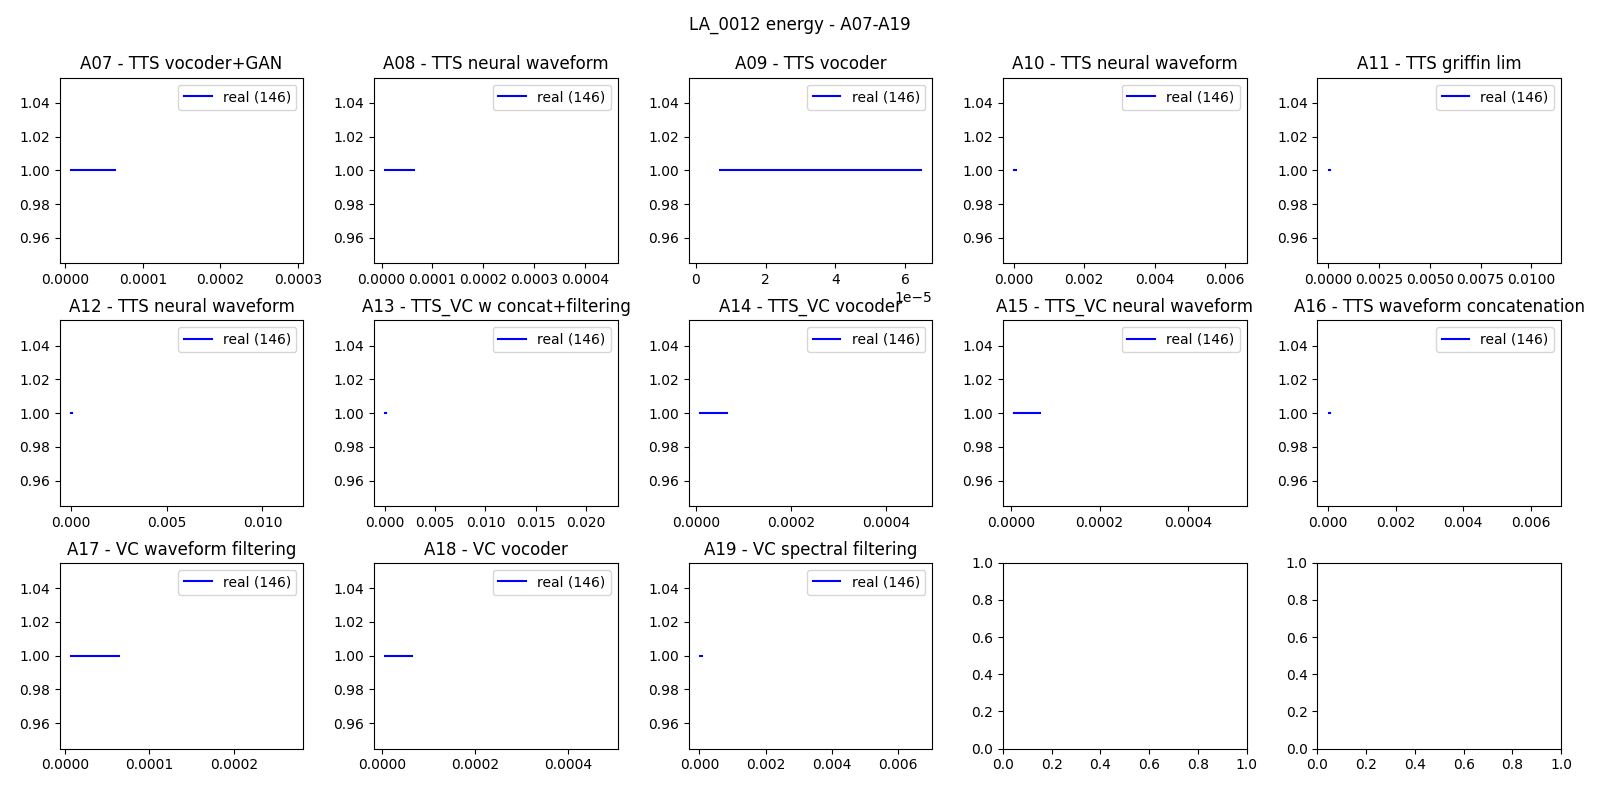 LA_0012 energy - A07-A19
A07 - TTS vocoder+GAN
A08 - TTS neural waveform
A09 - TTS vocoder
A10 - TTS neural waveform
A11 - TTS griffin lim
real (146)
real (146)
real (146)
real (146)
real (146)
1.04 1.02 1.00 0.98 0.96
1.04 1.02 1.00 0.98 0.96
1.04 1.02 1.00 0.98 0.96
1.04 1.02 1.00 0.98 0.96
1.04 1.02 1.00 0.98 0.96
0.0000 0.0001 0.0002 0.0003
0.0000 0.0001 0.0002 0.0003 0.0004
0 2 4 6
1e−5
0.000 0.002 0.004 0.006
0.0000 0.0025 0.0050 0.0075 0.0100
A12 - TTS neural waveform
A13 - TTS_VC w concat+filtering
A14 - TTS_VC vocoder
A15 - TTS_VC neural waveform
A16 - TTS waveform concatenation
real (146)
real (146)
real (146)
real (146)
real (146)
1.04 1.02 1.00 0.98 0.96
1.04 1.02 1.00 0.98 0.96
1.04 1.02 1.00 0.98 0.96
1.04 1.02 1.00 0.98 0.96
1.04 1.02 1.00 0.98 0.96
0.000 0.005 0.010
0.000 0.005 0.010 0.015 0.020
0.0000 0.0002 0.0004
0.0000 0.0002 0.0004
0.000 0.002 0.004 0.006
A17 - VC waveform filtering
A18 - VC vocoder
A19 - VC spectral filtering
real (146)
real (146)
real (146)
1.04 1.02 1.00 0.98 0.96
1.04 1.02 1.00 0.98 0.96
1.04 1.02 1.00 0.98 0.96
1.0 0.8 0.6 0.4 0.2 0.0
1.0 0.8 0.6 0.4 0.2 0.0
0.0000 0.0001 0.0002
0.0000 0.0002 0.0004
0.000 0.002 0.004 0.006
0.0 0.2 0.4 0.6 0.8 1.0
0.0 0.2 0.4 0.6 0.8 1.0